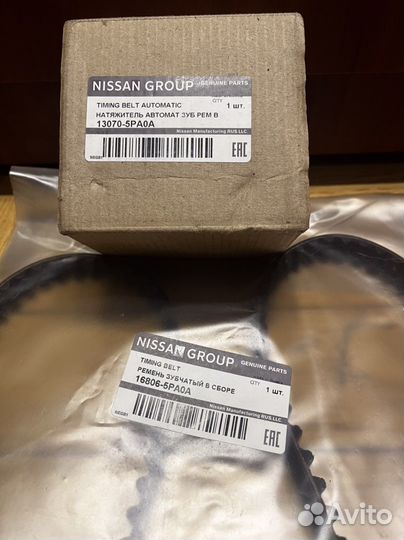 NISSAN GROUP
GENUINE PARTS
TIMING BELT AUTOMATIC
QTY
1 шт.
НАТЯЖИТЕЛЬ АВТОМАТ ЗУБ РЕМ В
13070-5PA0A
Nissan Manufacturing RUS LLC
EAC
NISSAN GROUP
GENUINE PARTS
TIMING BELT
QTY
1 шт.
РЕМЕНЬ ЗУБЧАТЫЙ В СБОРЕ
16806-5PA0A
Nissan Manufacturing RUS LLC
EAC
Avito